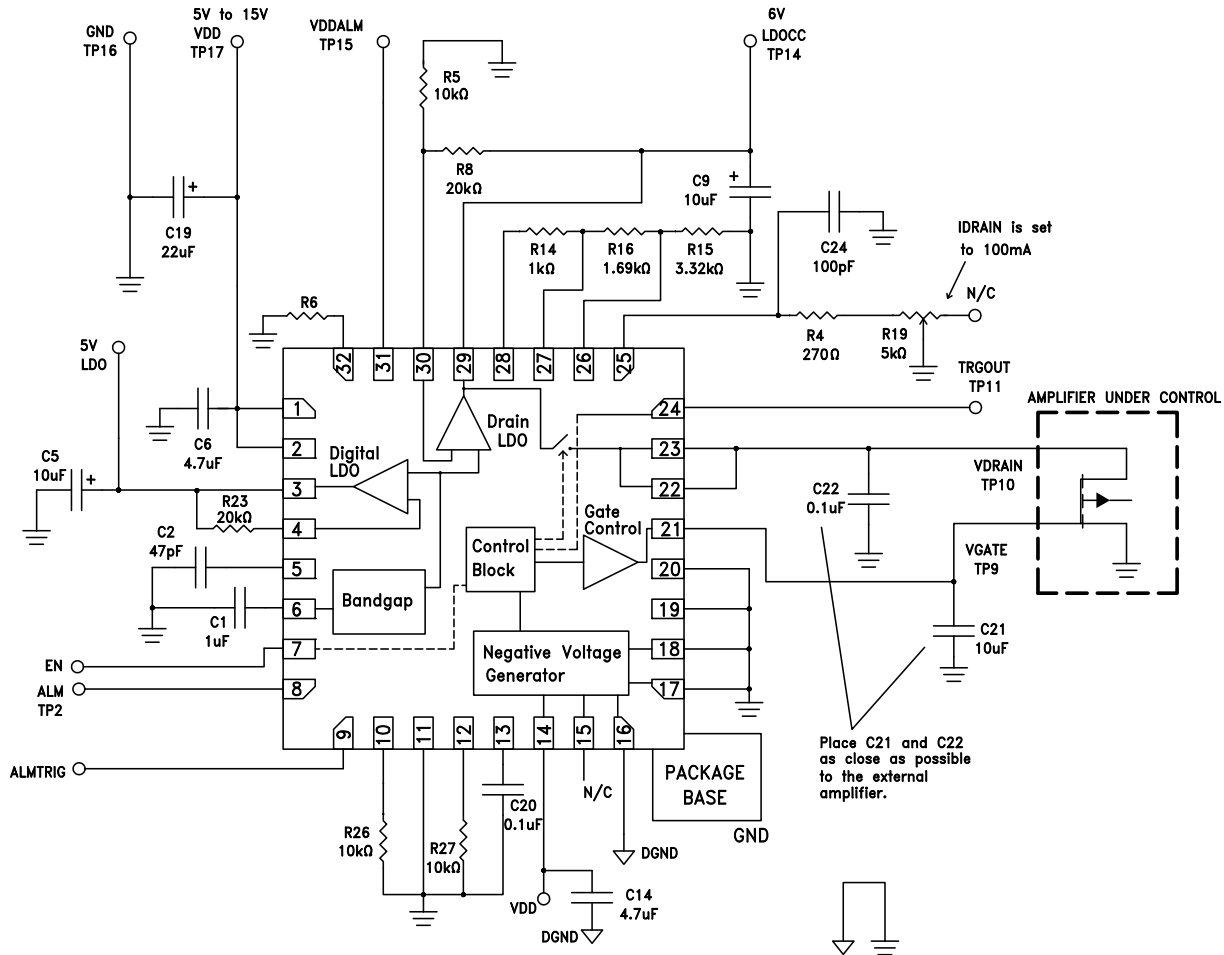 5V to 15V
GND
TP16
VDD
TP17
VDDALM
TP15
6V
LDOCC
TP14
R5
10kΩ
R8
20kΩ
C9
10uF
+
C19
22uF
+
R14
1kΩ
R16
1.69kΩ
R15
3.32kΩ
C24
100pF
IDRAIN is set
to 100mA
N/C
R6
R4
270Ω
R19
5kΩ
5V
LDO
TRGOUT
TP11
AMPLIFIER UNDER CONTROL
32
31
30
29
28
27
26
25
1
2
3
4
5
6
7
8
24
23
22
21
20
19
18
17
9
10
11
12
13
14
15
16
C6
4.7uF
C5
10uF
+
R23
20kΩ
C2
47pF
C1
1uF
Digital
LDO
Drain
LDO
Gate
Control
Control
Block
Bandgap
Negative Voltage
Generator
VDRAIN
TP10
C22
0.1uF
VGATE
TP9
C21
10uF
EN
ALM
TP2
ALMTRIG
Place C21 and C22
as close as possible
to the external
amplifier.
PACKAGE
BASE
GND
N/C
C20
0.1uF
R26
10kΩ
R27
10kΩ
DGND
VDD
C14
4.7uF
DGND